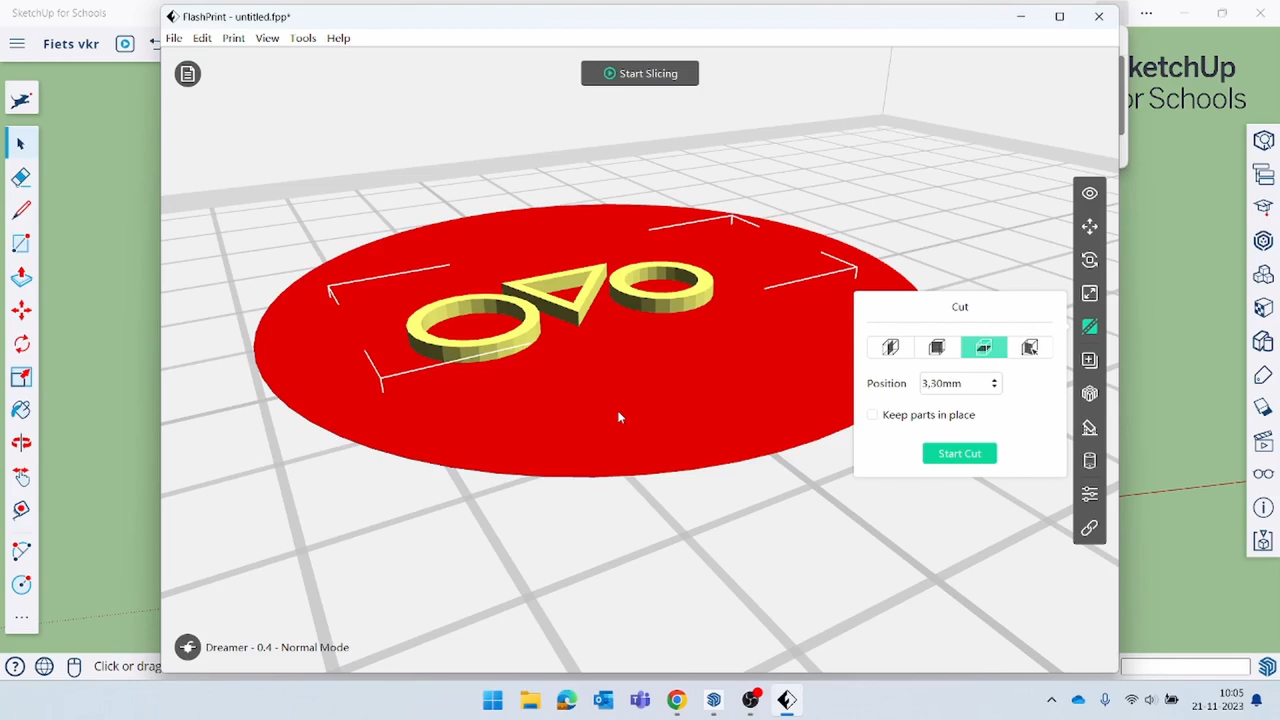 SketchUp for Schools
Fiets vkr
FlashPrint - untitled.fpp*
File Edit Print View Tools Help
Start Slicing
ketchUp
or Schools
Cut
Position 3,30mm
Keep parts in place
Start Cut
Dreamer - 0.4 - Normal Mode
Click or drag
10:05
21-11-2023